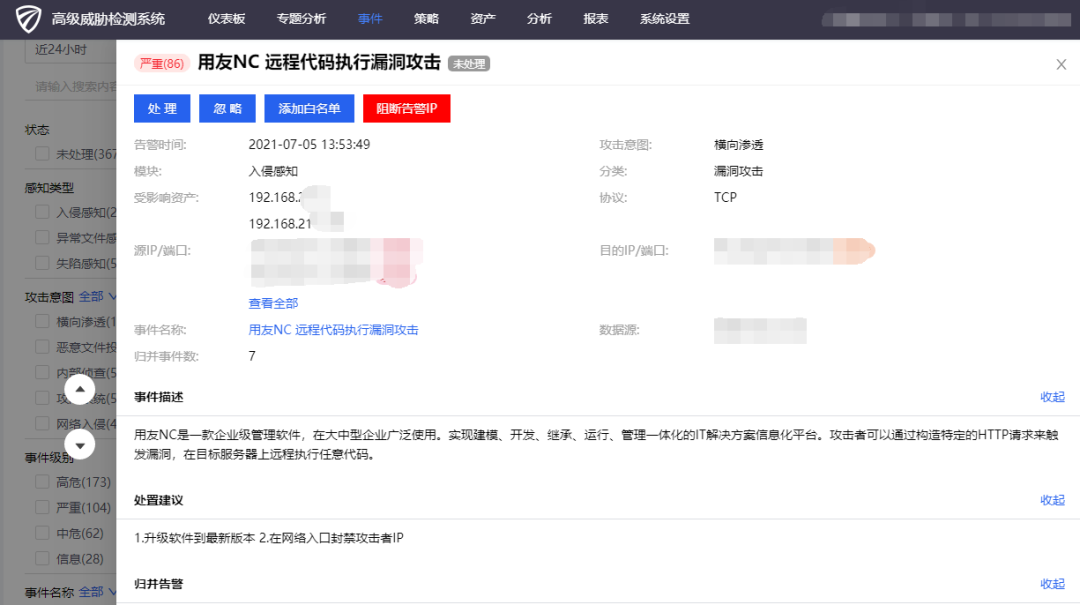 高级威胁检测系统 仪表板 专题分析 事件 策略 资产 分析 报表 系统设置
近24小时
请输入搜索内容
状态
未处理(367
感知类型
入侵感知(2
异常文件感
失陷感知(5
攻击意图 全部
横向渗透(1
恶意文件投
内部侦查(5
统(5
网络入侵(4
事件级别
高危(173)
严重(104)
中危(62)
信息(28)
事件名称 全部
严重(86) 用友NC 远程代码执行漏洞攻击 未处理
处 理 忽 略 添加白名单 阻断告警IP
告警时间: 2021-07-05 13:53:49 攻击意图: 横向渗透
模块: 入侵感知 分类: 漏洞攻击
受影响资产: 192.168. 协议: TCP
192.168.21
源IP/端口: 目的IP/端口:
查看全部
事件名称: 用友NC 远程代码执行漏洞攻击 数据源:
归并事件数: 7
事件描述 收起
用友NC是一款企业级管理软件，在大中型企业广泛使用。实现建模、开发、继承、运行、管理一体化的IT解决方案信息化平台。攻击者可以通过构造特定的HTTP请求来触
发漏洞，在目标服务器上远程执行任意代码。
处置建议 收起
1.升级软件到最新版本 2.在网络入口封禁攻击者IP
归并告警 收起